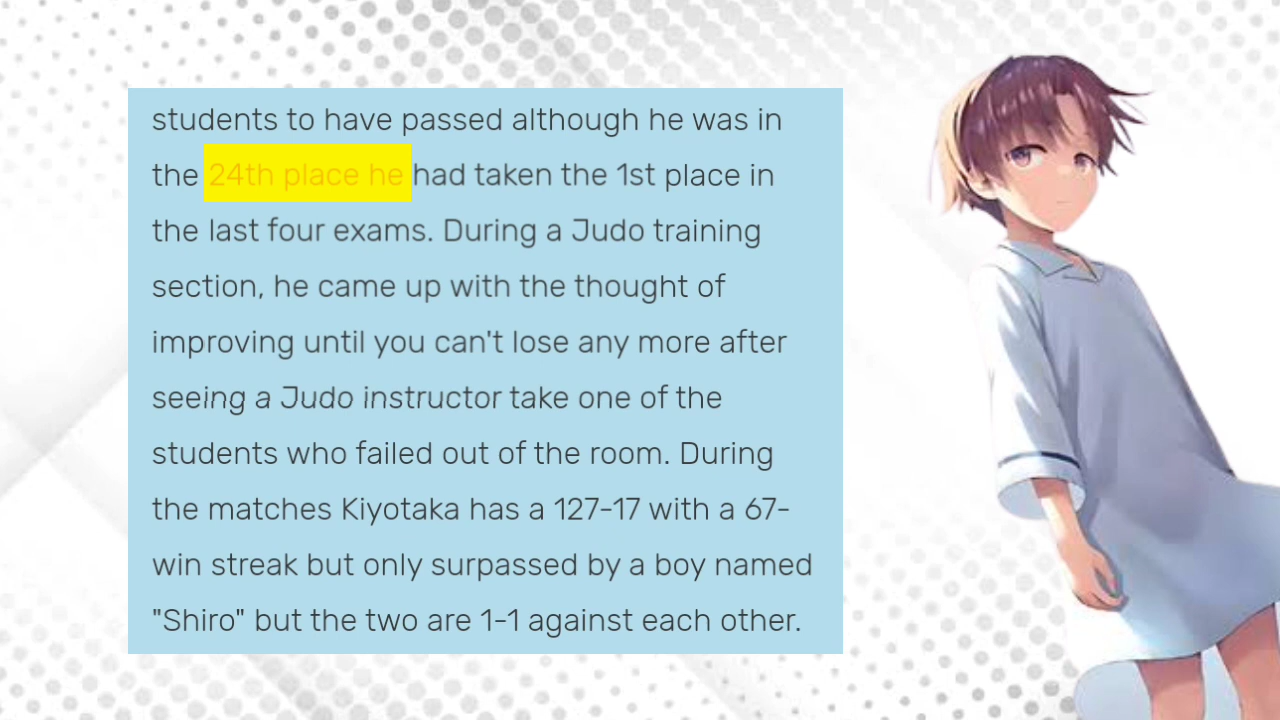 students to have passed although he was in
the 24th place he had taken the 1st place in
the last four exams. During a Judo training
section, he came up with the thought of
improving until you can't lose any more after
seeing a Judo instructor take one of the
students who failed out of the room. During
the matches Kiyotaka has a 127-17 with a 67-
win streak but only surpassed by a boy named
"Shiro" but the two are 1-1 against each other.